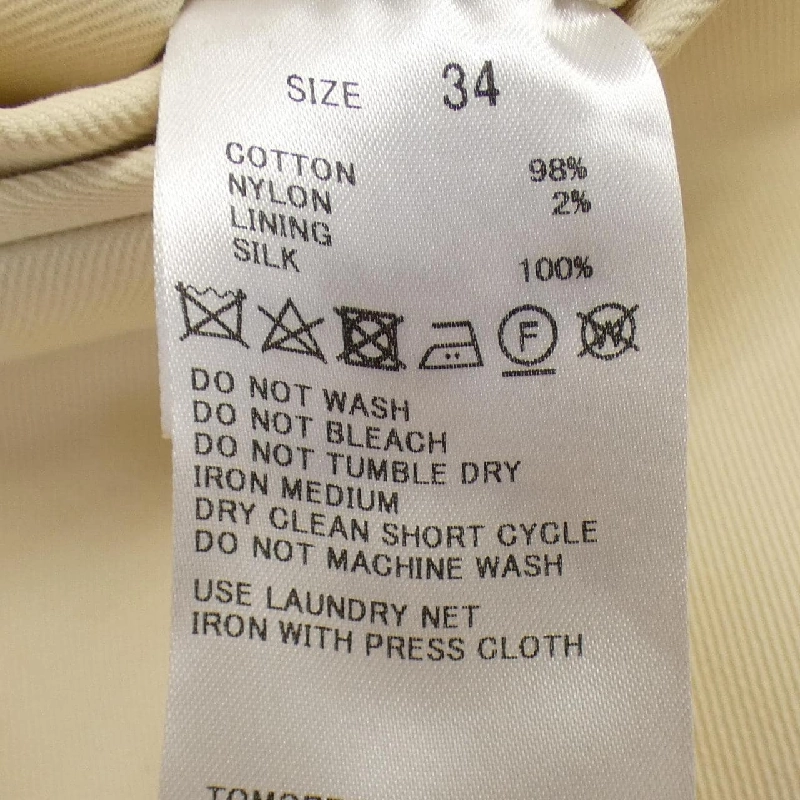 SIZE 34
COTTON 98%
NYLON 2%
LINING
SILK 100%
F W
DO NOT WASH
DO NOT BLEACH
DO NOT TUMBLE DRY
IRON MEDIUM
DRY CLEAN SHORT CYCLE
DO NOT MACHINE WASH
USE LAUNDRY NET
IRON WITH PRESS CLOTH